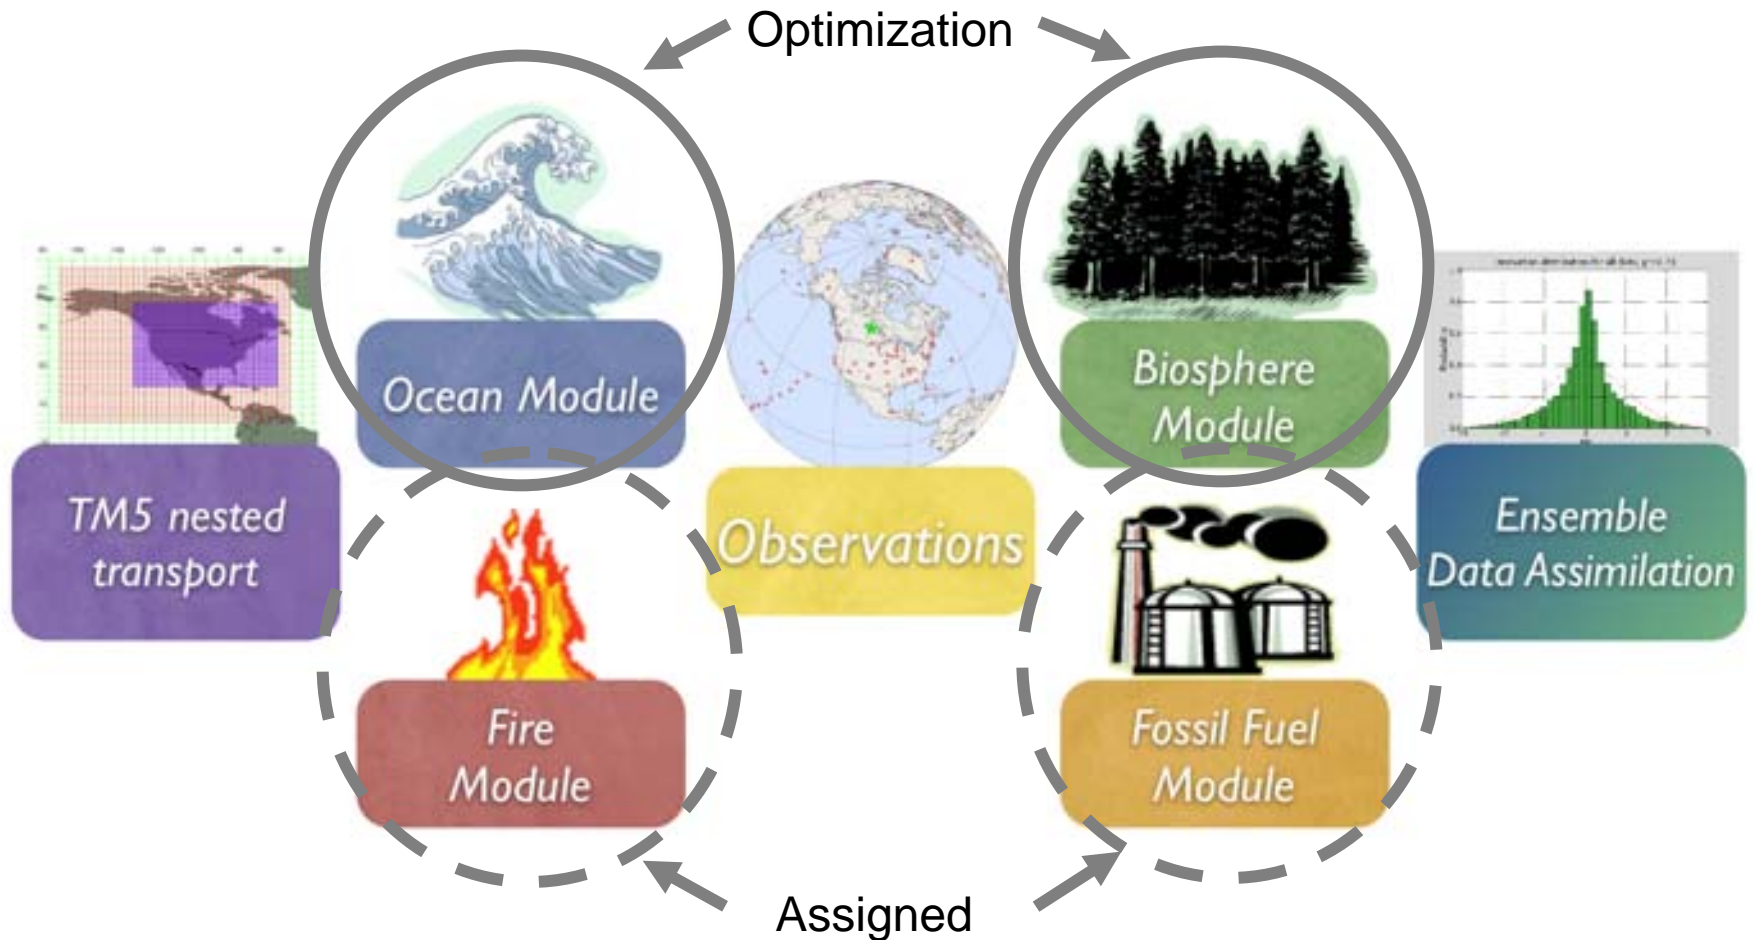 Optimization
Ocean Module
Biosphere
Module
TM5 nested
transport
Observations
Ensemble
Data Assimilation
Fire
Module
Fossil Fuel
Module
Assigned